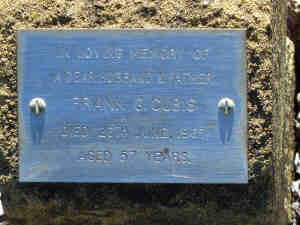 IN LOVING MEMORY OF
A DEAR HUSBAND & FATHER
FRANK
DIED JUNE,
AGED 57 YEARS.